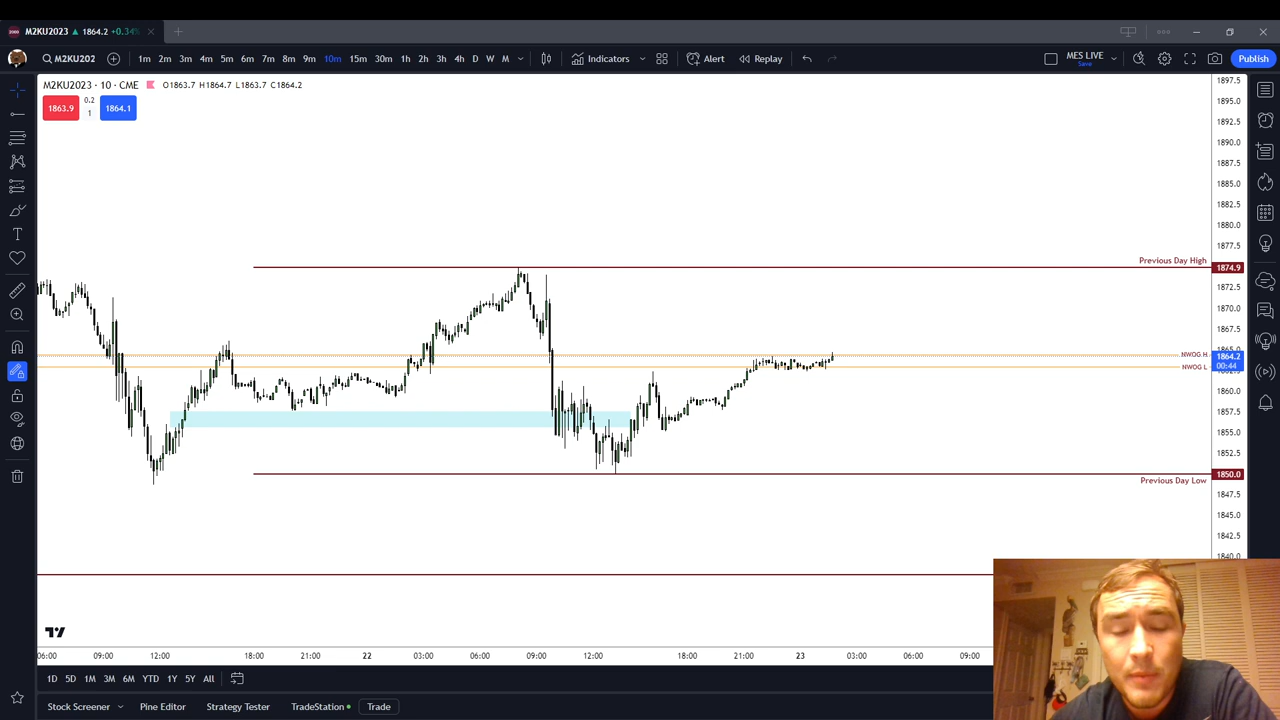 M2KU2023 ▲ 1864.2 +0.34%
M2KU202
1m 2m 3m 4m 5m 6m 7m 8m 9m 10m 15m 30m 1h 2h 3h 4h D W M
Indicators
Alert
Replay
MES LIVE
Save
Publish
M2KU2023 · 10 · CME O1863.7 H1864.7 L1863.7 C1864.2
1863.9
0.2
1
1864.1
1897.5
1895.0
1892.5
1890.0
1887.5
1885.0
1882.5
1880.0
1877.5
Previous Day High
1874.9
1872.5
1870.0
1867.5
1865.0
NWOG H
1864.2
00:44
NWOG L
1860.0
1857.5
1855.0
1852.5
1850.0
Previous Day Low
1847.5
1845.0
1842.5
1840.0
06:00 09:00 12:00 18:00 21:00 22 03:00 06:00 09:00 12:00 18:00 21:00 23 03:00 06:00 09:00
1D 5D 1M 3M 6M YTD 1Y 5Y All
Stock Screener Pine Editor Strategy Tester TradeStation Trade